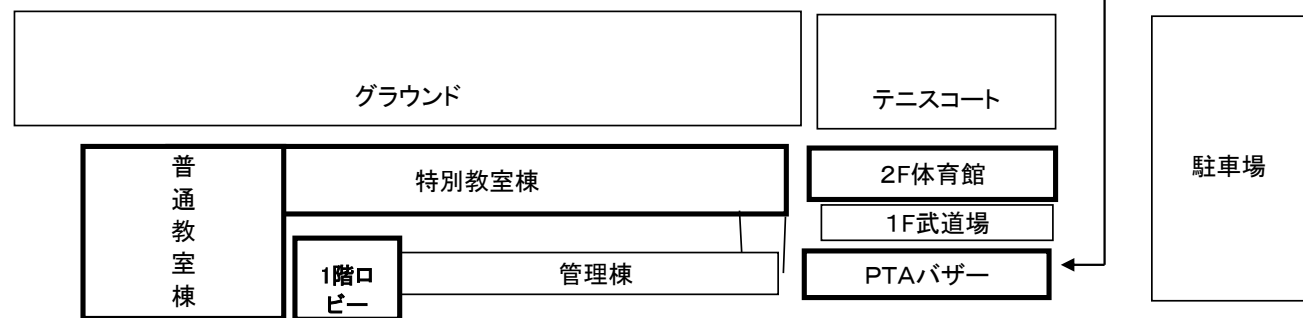 グラウンド
テニスコート
駐車場
普
通
教
室
棟
特別教室棟
2F体育館
1F武道場
1階ロ
ビー
管理棟
PTAバザー